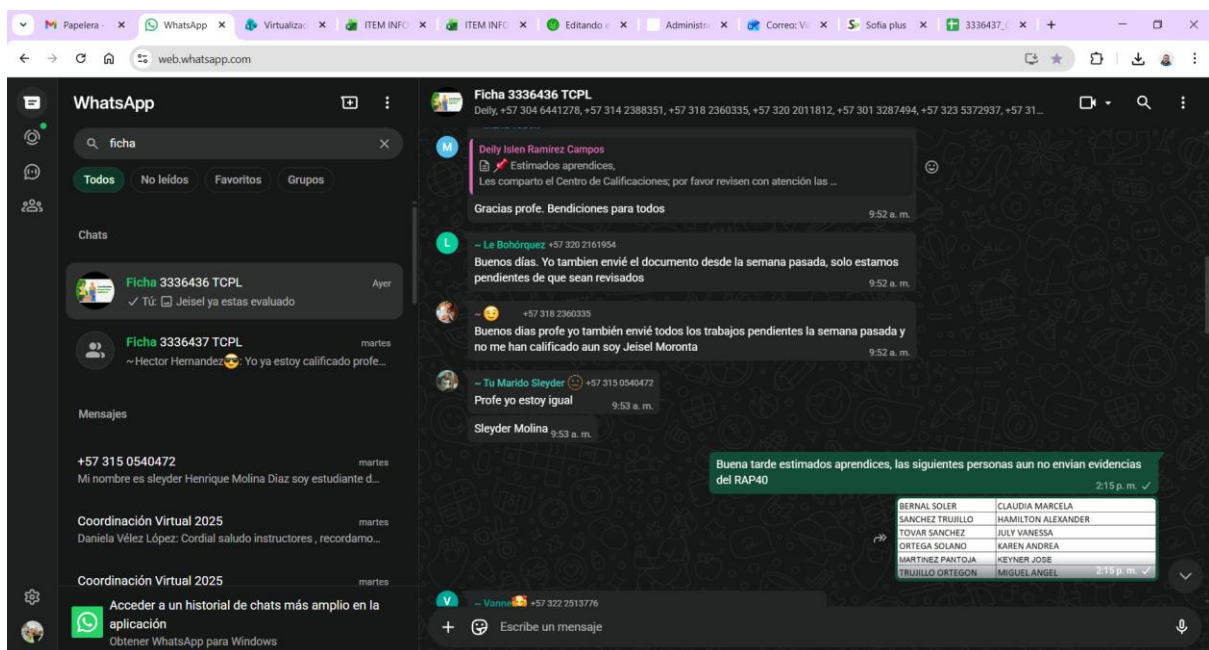 Papelera -
WhatsApp
Virtualizac
ITEM INFO
ITEM INFO
Editando e
Administra
Correo: Vi
Sofia plus
3336437_
web.whatsapp.com
WhatsApp
ficha
Todos
No leídos
Favoritos
Grupos
Chats
Ficha 3336436 TCPL
Ayer
Tú: Jeisel ya estas evaluado
Ficha 3336437 TCPL
martes
~Hector Hernandez😎: Yo ya estoy calificado profe...
Mensajes
+57 315 0540472
martes
Mi nombre es sleyder Henrique Molina Diaz soy estudiante d...
Coordinación Virtual 2025
martes
Daniela Vélez López: Cordial saludo instructores , recordamo...
Coordinación Virtual 2025
martes
Acceder a un historial de chats más amplio en la
aplicación
Obtener WhatsApp para Windows
Ficha 3336436 TCPL
Deily, +57 304 6441278, +57 314 2388351, +57 318 2360335, +57 320 2011812, +57 301 3287494, +57 323 5372937, +57 31...
M
Deily Islen Ramírez Campos
📌 Estimados aprendices,
Les comparto el Centro de Calificaciones; por favor revisen con atención las ...
Gracias profe. Bendiciones para todos
9:52 a. m.
L
~ Le Bohórquez +57 320 2161954
Buenos días. Yo tambien envié el documento desde la semana pasada, solo estamos
pendientes de que sean revisados
9:52 a. m.
~ 😉 +57 318 2360335
Buenos dias profe yo también envié todos los trabajos pendientes la semana pasada y
no me han calificado aun soy Jeisel Moronta
9:52 a. m.
~ Tu Marido Sleyder +57 315 0540472
Profe yo estoy igual
9:53 a. m.
Sleyder Molina
9:53 a. m.
Buena tarde estimados aprendices, las siguientes personas aun no envian evidencias
del RAP40
2:15 p. m.
BERNAL SOLER CLAUDIA MARCELA
SANCHEZ TRUJILLO HAMILTON ALEXANDER
TOVAR SANCHEZ JULY VANESSA
ORTEGA SOLANO KAREN ANDREA
MARTINEZ PANTOJA KEYNER JOSE
TRUJILLO ORTEGON MIGUEL ANGEL
2:15 p. m.
V
~ Vanne🥰 +57 322 2513776
Escribe un mensaje